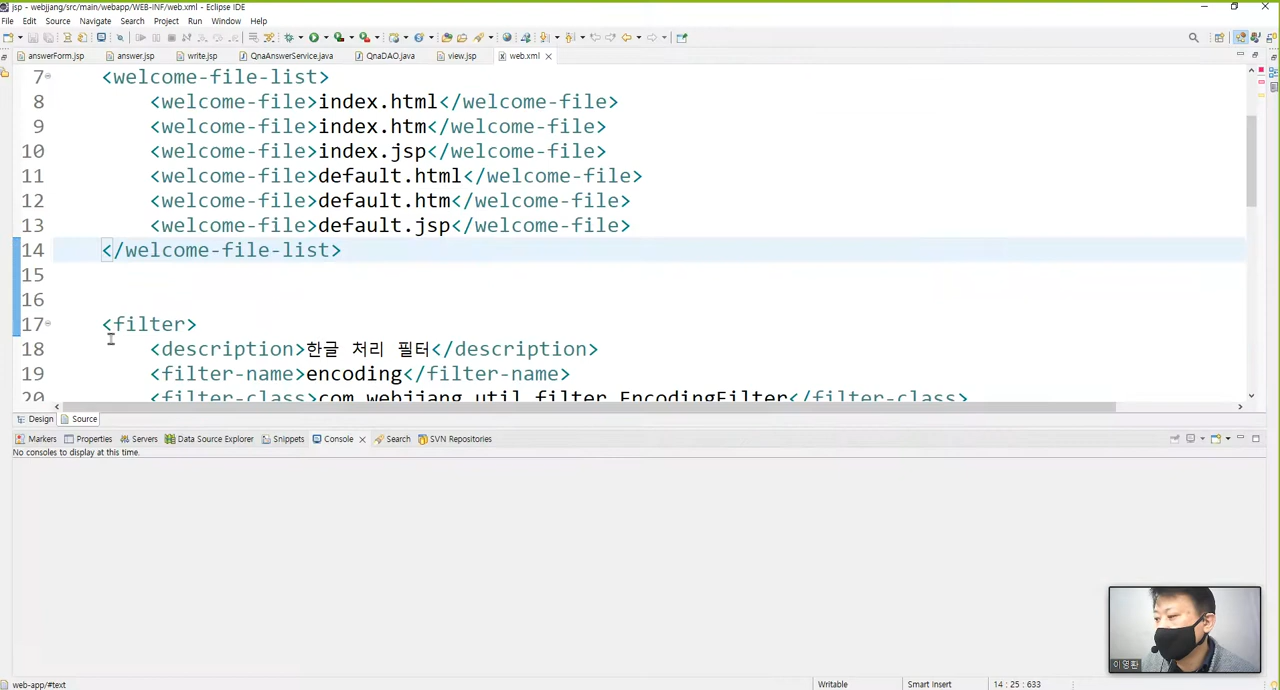 jsp - webjjang/src/main/webapp/WEB-INF/web.xml - Eclipse IDE
File Edit Source Navigate Search Project Run Window Help
answerForm.jsp answer.jsp write.jsp QnaAnswerService.java QnaDAO.java view.jsp web.xml
7 <welcome-file-list>
8 <welcome-file>index.html</welcome-file>
9 <welcome-file>index.htm</welcome-file>
10 <welcome-file>index.jsp</welcome-file>
11 <welcome-file>default.html</welcome-file>
12 <welcome-file>default.htm</welcome-file>
13 <welcome-file>default.jsp</welcome-file>
14 </welcome-file-list>
15
16
17 <filter>
18 <description>한글 처리 필터</description>
19 <filter-name>encoding</filter-name>
20 <filter-class>com.webjjang.util.filter.EncodingFilter</filter-class>
Design Source
Markers Properties Servers Data Source Explorer Snippets Console Search SVN Repositories
No consoles to display at this time.
이영환
web-app/#text Writable Smart Insert 14 : 25 : 633